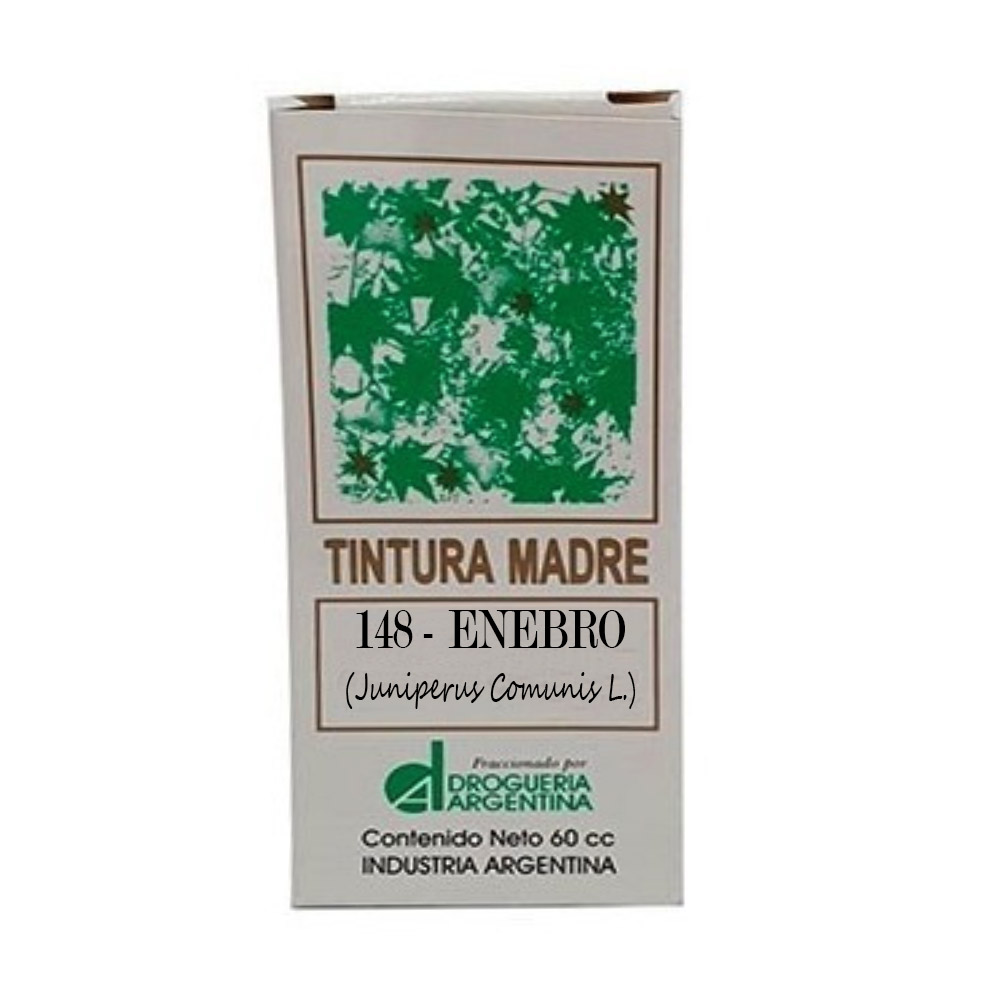 TINTURA MADRE
148 - ENEBRO
(Juniperus Comunis L.)
Fraccionado por
DROGUERIA
ARGENTINA
Contenido Neto 60 cc
INDUSTRIA ARGENTINA